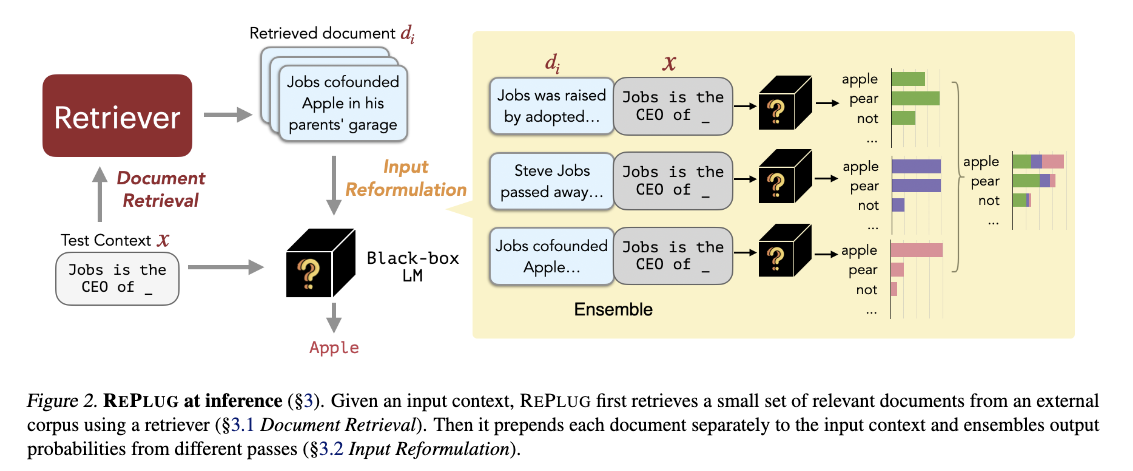 Retrieved document di
Retriever
Jobs cofounded
Apple in his
parents' garage
Document
Retrieval
Input
Reformulation
Test Context x
Jobs is the
CEO of _
?
Black-box
LM
Apple
di
x
Jobs was raised
by adopted...
Jobs is the
CEO of _
?
apple
pear
not
...
Steve Jobs
passed away...
Jobs is the
CEO of _
?
apple
pear
not
...
Jobs cofounded
Apple...
Jobs is the
CEO of _
?
apple
pear
not
...
apple
pear
not
...
Ensemble
Figure 2. REPLUG at inference (§3). Given an input context, REPLUG first retrieves a small set of relevant documents from an external
corpus using a retriever (§3.1 Document Retrieval). Then it prepends each document separately to the input context and ensembles output
probabilities from different passes (§3.2 Input Reformulation).